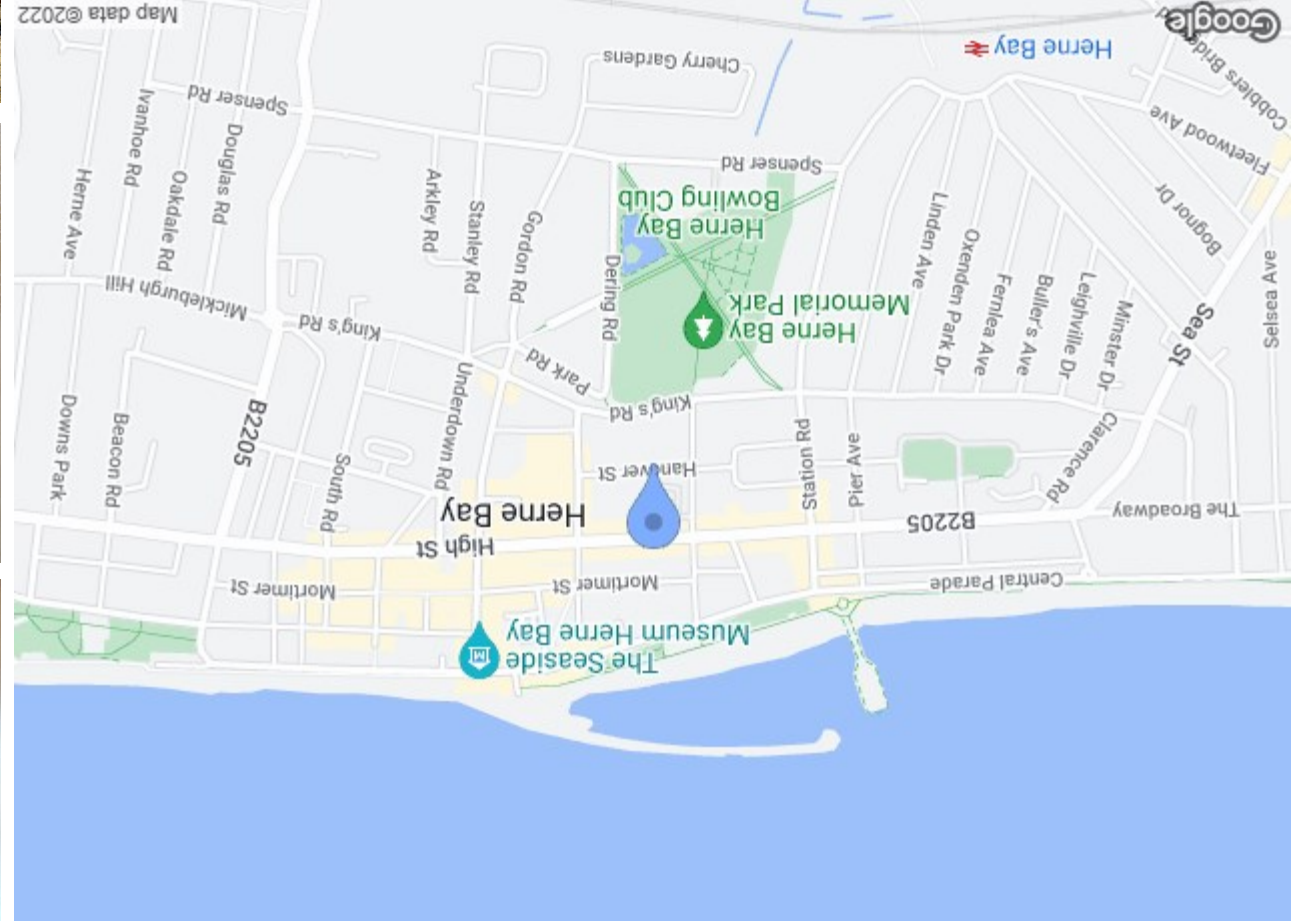 The Seaside
Museum Herne Bay
Central Parade
Mortimer St
Mortimer St
High St
B2205
The Broadway
Herne Bay
Hanover St
Clarence Rd
Station Rd
Pier Ave
South Rd
Underdown Rd
B2205
Beacon Rd
Downs Park
King's Rd
Park Rd
Sea St
Selsea Ave
Minster Dr
Leighville Dr
Buller's Ave
Fernlea Ave
Oxenden Park Dr
Linden Ave
Herne Bay
Memorial Park
Dering Rd
King's Rd
Mickleburgh Hill
Bognor Dr
Herne Bay
Bowling Club
Gordon Rd
Stanley Rd
Arkley Rd
Douglas Rd
Oakdale Rd
Ivanhoe Rd
Herne Ave
Spenser Rd
Spenser Rd
Fleetwood Ave
Cobblers Bridge Rd
Cherry Gardens
Herne Bay
Google
Map data ©2022